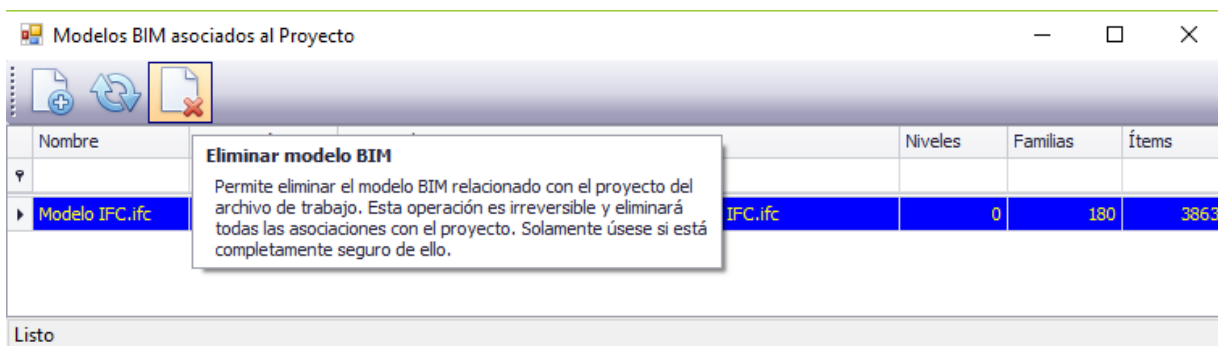 Modelos BIM asociados al Proyecto
Nombre Niveles Familias Ítems
Eliminar modelo BIM
Permite eliminar el modelo BIM relacionado con el proyecto del
archivo de trabajo. Esta operación es irreversible y eliminará
todas las asociaciones con el proyecto. Solamente úsese si está
completamente seguro de ello.
Modelo IFC.ifc IFC.ifc 0 180 3863
Listo